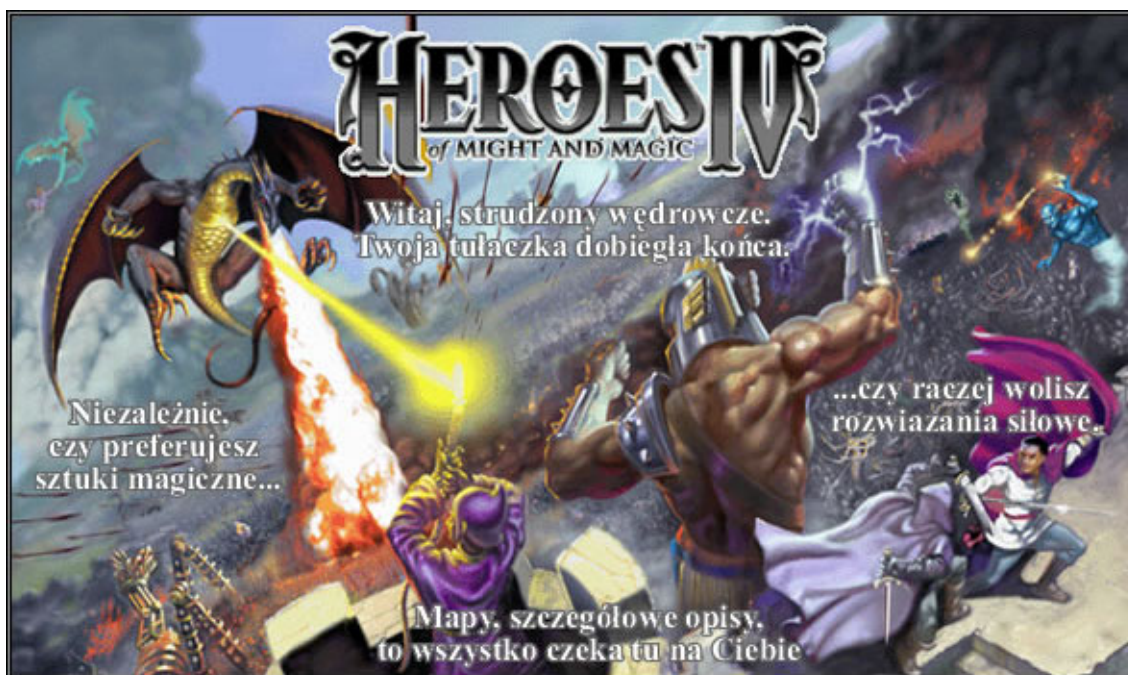 HEROES IV
of MIGHT AND MAGIC
Witaj, strudzony wędrowcze.
Twoja tułaczka dobiegła końca.
Niezależnie,
czy preferujesz
sztuki magiczne...
...czy raczej wolisz
rozwiazania siłowe.
Mapy, szczegółowe opisy,
to wszystko czeka tu na Ciebie